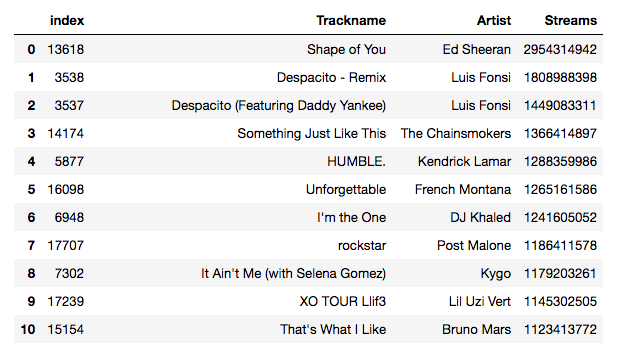 index Trackname Artist Streams
0 13618 Shape of You Ed Sheeran 2954314942
1 3538 Despacito - Remix Luis Fonsi 1808988398
2 3537 Despacito (Featuring Daddy Yankee) Luis Fonsi 1449083311
3 14174 Something Just Like This The Chainsmokers 1366414897
4 5877 HUMBLE. Kendrick Lamar 1288359986
5 16098 Unforgettable French Montana 1265161586
6 6948 I'm the One DJ Khaled 1241605052
7 17707 rockstar Post Malone 1186411578
8 7302 It Ain't Me (with Selena Gomez) Kygo 1179203261
9 17239 XO TOUR Llif3 Lil Uzi Vert 1145302505
10 15154 That's What I Like Bruno Mars 1123413772